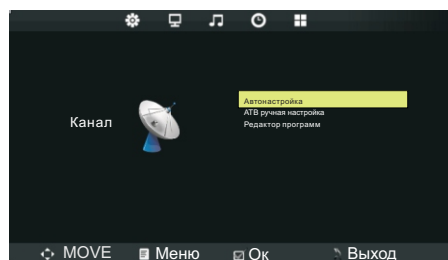 Канал
Автонастройка
АТВ ручная настройка
Редактор программ
MOVE Меню Ок Выход